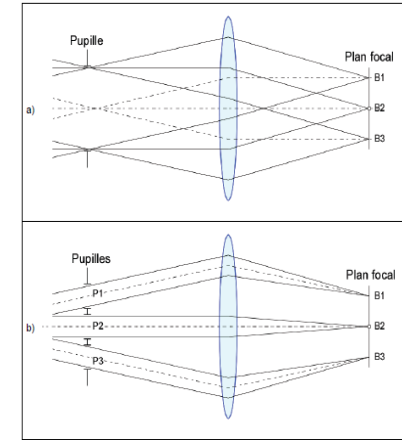 Pupille
Plan focal
B1
a)
B2
B3
Pupilles
Plan focal
P1
B1
b)
P2
B2
P3
B3